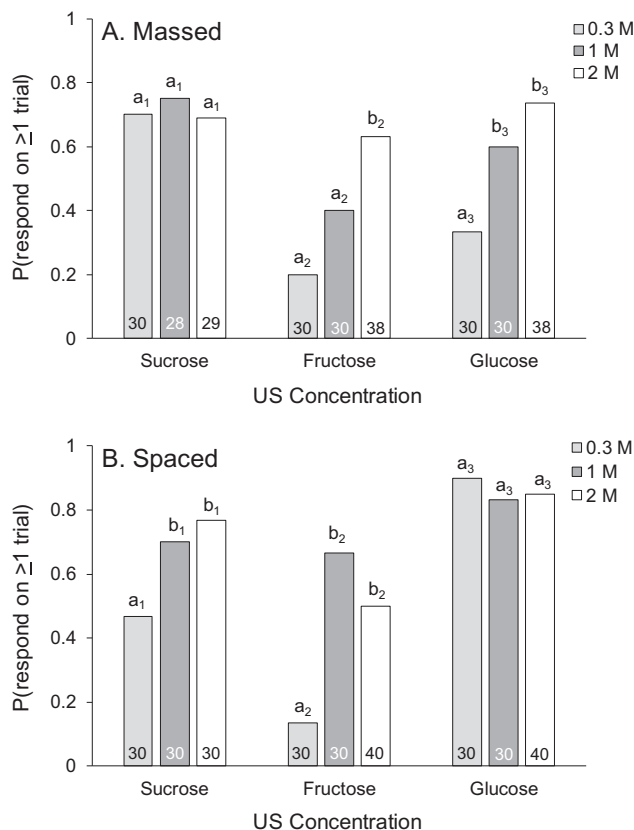 A. Massed
0.3 M
1 M
2 M
P(respond on ≥1 trial)
1
0.8
0.6
0.4
0.2
0
a1 a1 a1 a2 a2 b2 a3 b3 b3
30 28 29 30 30 38 30 30 38
Sucrose Fructose Glucose
US Concentration
B. Spaced
0.3 M
1 M
2 M
P(respond on ≥1 trial)
1
0.8
0.6
0.4
0.2
0
a1 b1 b1 a2 b2 b2 a3 a3 a3
30 30 30 30 30 40 30 30 40
Sucrose Fructose Glucose
US Concentration